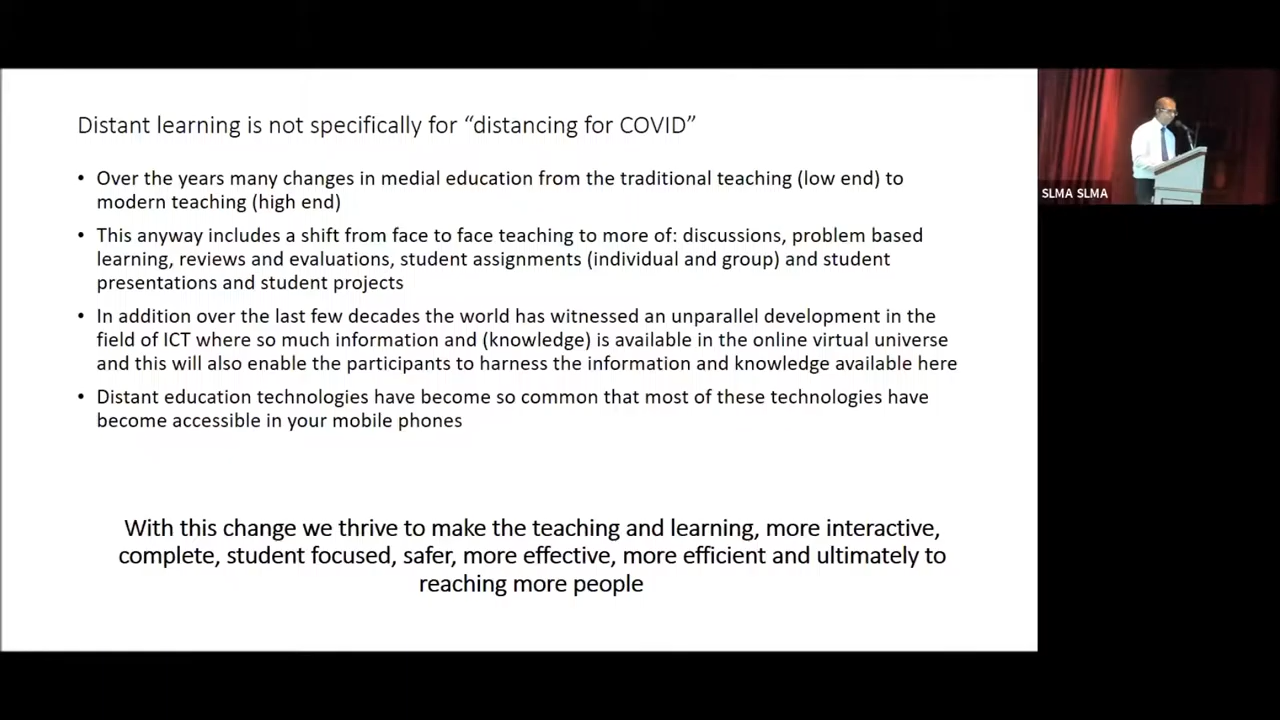 Distant learning is not specifically for “distancing for COVID”
• Over the years many changes in medial education from the traditional teaching (low end) to
modern teaching (high end)
• This anyway includes a shift from face to face teaching to more of: discussions, problem based
learning, reviews and evaluations, student assignments (individual and group) and student
presentations and student projects
• In addition over the last few decades the world has witnessed an unparallel development in the
field of ICT where so much information and (knowledge) is available in the online virtual universe
and this will also enable the participants to harness the information and knowledge available here
• Distant education technologies have become so common that most of these technologies have
become accessible in your mobile phones
With this change we thrive to make the teaching and learning, more interactive,
complete, student focused, safer, more effective, more efficient and ultimately to
reaching more people
SLMA SLMA